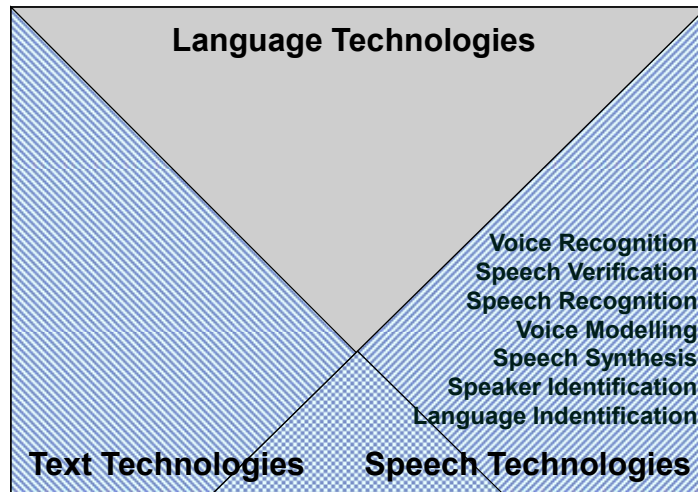 Language Technologies
Voice Recognition
Speech Verification
Speech Recognition
Voice Modelling
Speech Synthesis
Speaker Identification
Language Indentification
Text Technologies
Speech Technologies